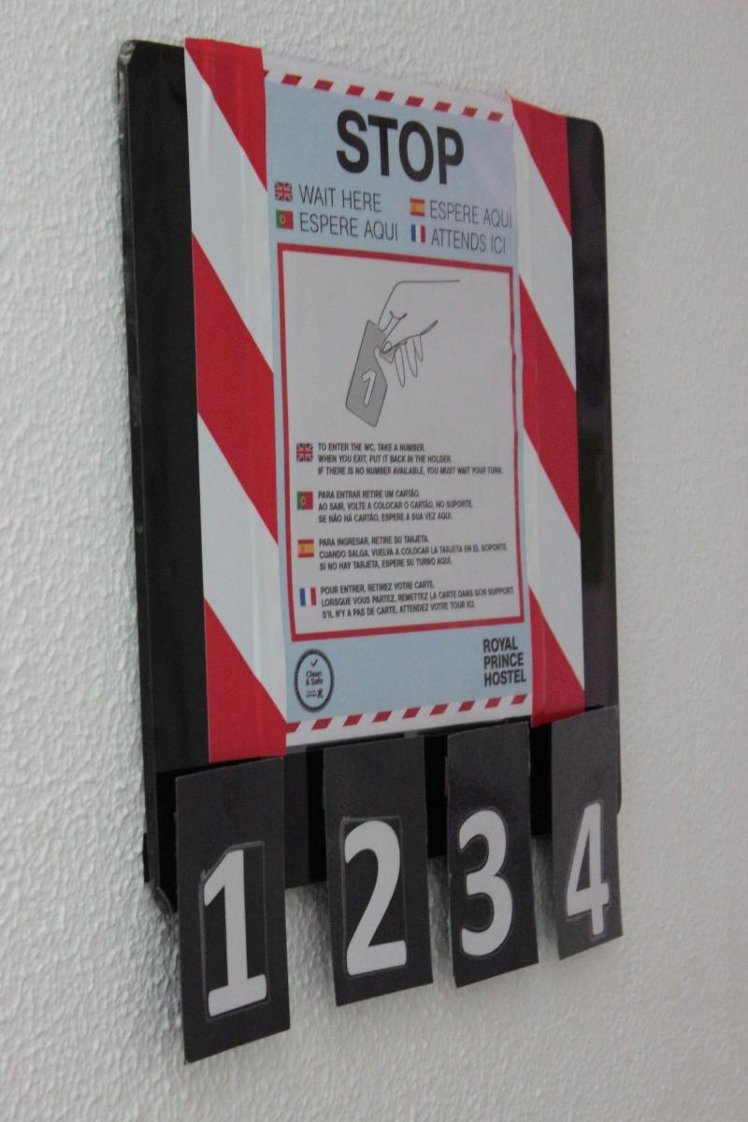 STOP
WAIT HERE
ESPERE AQUI
ESPERE AQUI
ATTENDS ICI
1
TO ENTER THE WC, TAKE A NUMBER.
WHEN YOU EXIT, PUT IT BACK IN THE HOLDER.
IF THERE IS NO NUMBER AVAILABLE, YOU MUST WAIT YOUR TURN.
PARA ENTRAR RETIRE UM CARTÃO.
AO SAIR, VOLTE A COLOCAR O CARTÃO, NO SUPORTE.
SE NÃO HÁ CARTÃO, ESPERE A SUA VEZ AQUI.
PARA INGRESAR, RETIRE SU TARJETA.
CUANDO SALGA, VUELVA A COLOCAR LA TARJETA EN EL SOPORTE.
SI NO HAY TARJETA, ESPERE SU TURNO AQUÍ.
POUR ENTRER, RETIREZ VOTRE CARTE.
LORSQUE VOUS PARTEZ, REMETTEZ LA CARTE DANS SON SUPPORT.
S'IL N'Y A PAS DE CARTE, ATTENDEZ VOTRE TOUR ICI.
Clean
& Safe
ROYAL
PRINCE
HOSTEL
1 2 3 4